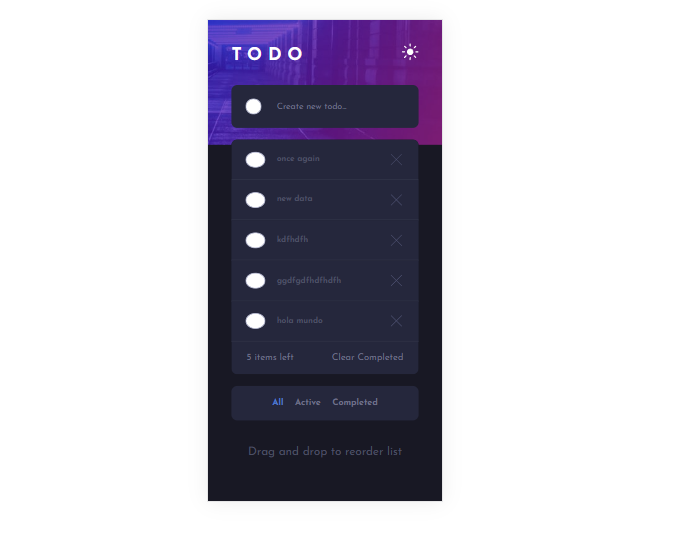 TODO
Create new todo...
once again
new data
kdfhdfh
ggdfgdfhdfhdfh
hola mundo
5 items left Clear Completed
All Active Completed
Drag and drop to reorder list